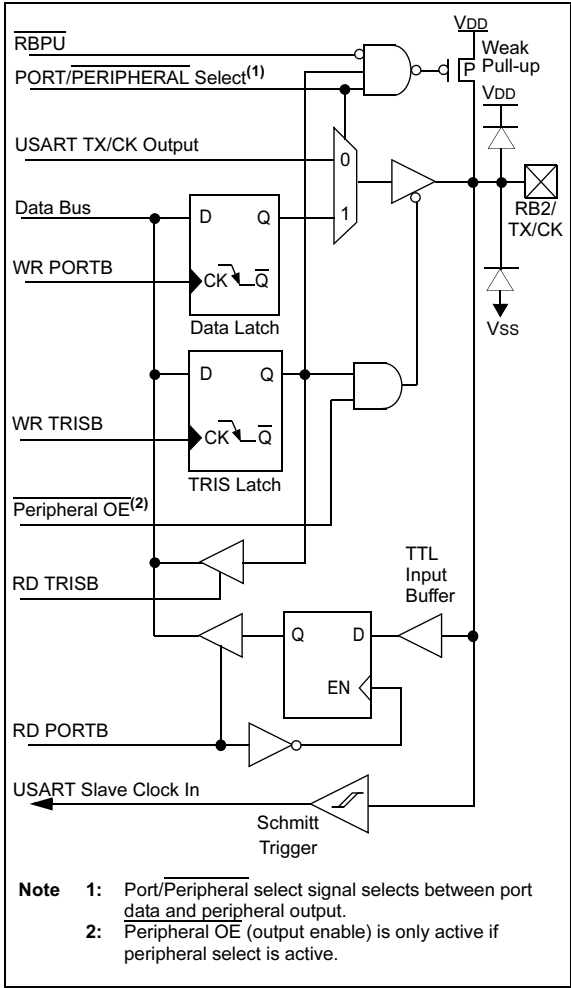 VDD
RBPU
Weak
Pull-up
P
PORT/PERIPHERAL Select(1)
VDD
USART TX/CK Output
0
1
RB2/
TX/CK
Data Bus
D Q
WR PORTB
CK Q
Data Latch
VSS
D Q
WR TRISB
CK Q
TRIS Latch
Peripheral OE(2)
TTL
Input
Buffer
RD TRISB
Q D
EN
RD PORTB
USART Slave Clock In
Schmitt
Trigger
Note 1: Port/Peripheral select signal selects between port
data and peripheral output.
2: Peripheral OE (output enable) is only active if
peripheral select is active.